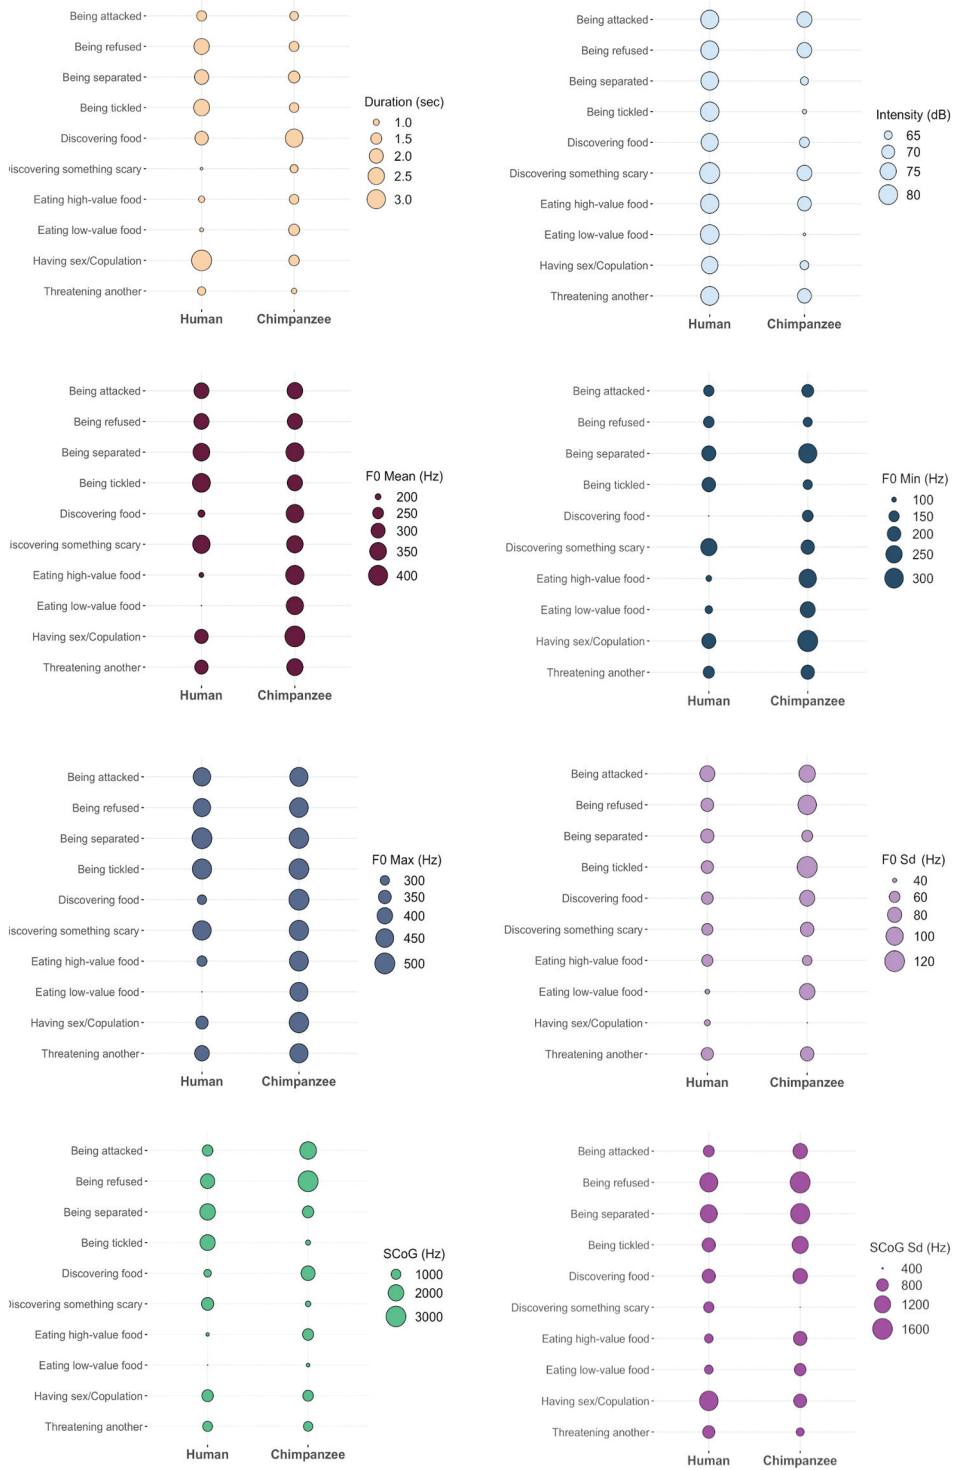 Being attacked
Being refused
Being separated
Being tickled
Discovering food
iscovering something scary
Eating high-value food
Eating low-value food
Having sex/Copulation
Threatening another
Human Chimpanzee
Duration (sec)
1.0
1.5
2.0
2.5
3.0
Being attacked
Being refused
Being separated
Being tickled
Discovering food
Discovering something scary
Eating high-value food
Eating low-value food
Having sex/Copulation
Threatening another
Human Chimpanzee
Intensity (dB)
65
70
75
80
Being attacked
Being refused
Being separated
Being tickled
Discovering food
iscovering something scary
Eating high-value food
Eating low-value food
Having sex/Copulation
Threatening another
Human Chimpanzee
F0 Mean (Hz)
200
250
300
350
400
Being attacked
Being refused
Being separated
Being tickled
Discovering food
Discovering something scary
Eating high-value food
Eating low-value food
Having sex/Copulation
Threatening another
Human Chimpanzee
F0 Min (Hz)
100
150
200
250
300
Being attacked
Being refused
Being separated
Being tickled
Discovering food
iscovering something scary
Eating high-value food
Eating low-value food
Having sex/Copulation
Threatening another
Human Chimpanzee
F0 Max (Hz)
300
350
400
450
500
Being attacked
Being refused
Being separated
Being tickled
Discovering food
Discovering something scary
Eating high-value food
Eating low-value food
Having sex/Copulation
Threatening another
Human Chimpanzee
F0 Sd (Hz)
40
60
80
100
120
Being attacked
Being refused
Being separated
Being tickled
Discovering food
Discovering something scary
Eating high-value food
Eating low-value food
Having sex/Copulation
Threatening another
Human Chimpanzee
SCoG (Hz)
1000
2000
3000
Being attacked
Being refused
Being separated
Being tickled
Discovering food
Discovering something scary
Eating high-value food
Eating low-value food
Having sex/Copulation
Threatening another
Human Chimpanzee
SCoG Sd (Hz)
400
800
1200
1600